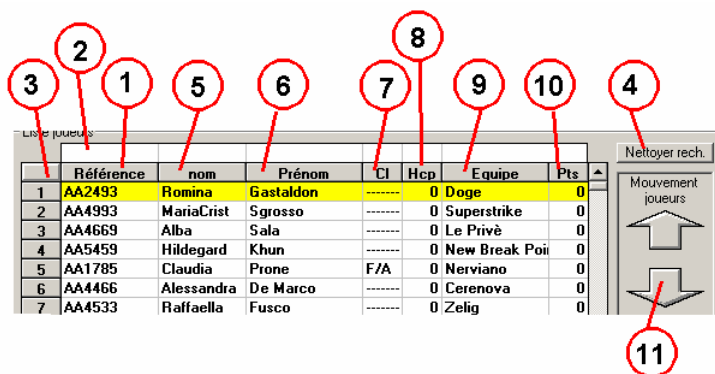 8
2
3 1 5 6 7 9 10 4
Liste joueurs
Nettoyer rech.
Référence nom Prénom Cl Hcp Equipe Pts
Mouvement
joueurs
1 AA2493 Romina Gastaldon ------- 0 Doge 0
2 AA4993 MariaCrist Sgrosso ------- 0 Superstrike 0
3 AA4669 Alba Sala ------- 0 Le Privè 0
4 AA5459 Hildegard Khun ------- 0 New Break Poi 0
5 AA1785 Claudia Prone F/A 0 Nerviano 0
6 AA4466 Alessandra De Marco ------- 0 Cerenova 0
7 AA4533 Raffaella Fusco ------- 0 Zelig 0
11